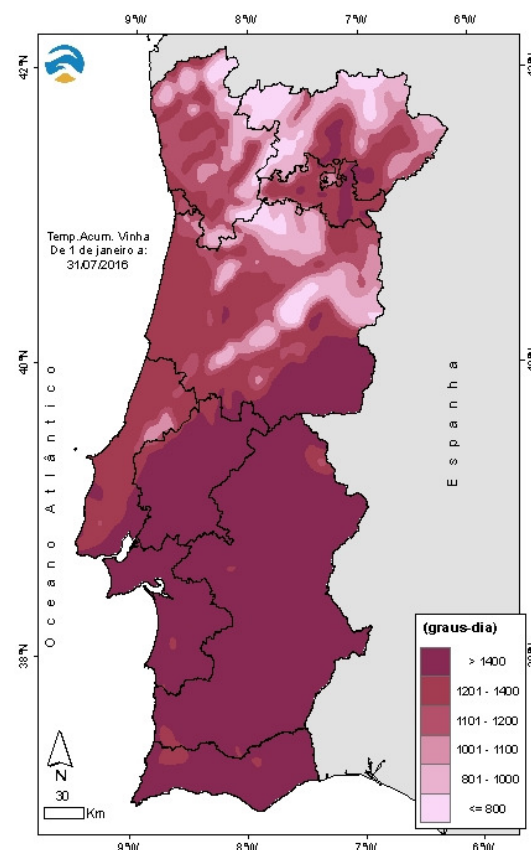 9°W 8°W 7°W 6°W
42°N
Temp.Acum. Vinha
De 1 de janeiro a:
31/07/2016
40°N
Oceano Atlântico
Espanha
38°N
(graus-dia)
> 1400
1201 - 1400
1101 - 1200
1001 - 1100
801 - 1000
<= 800
N
30
Km
9°W 8°W 7°W 6°W